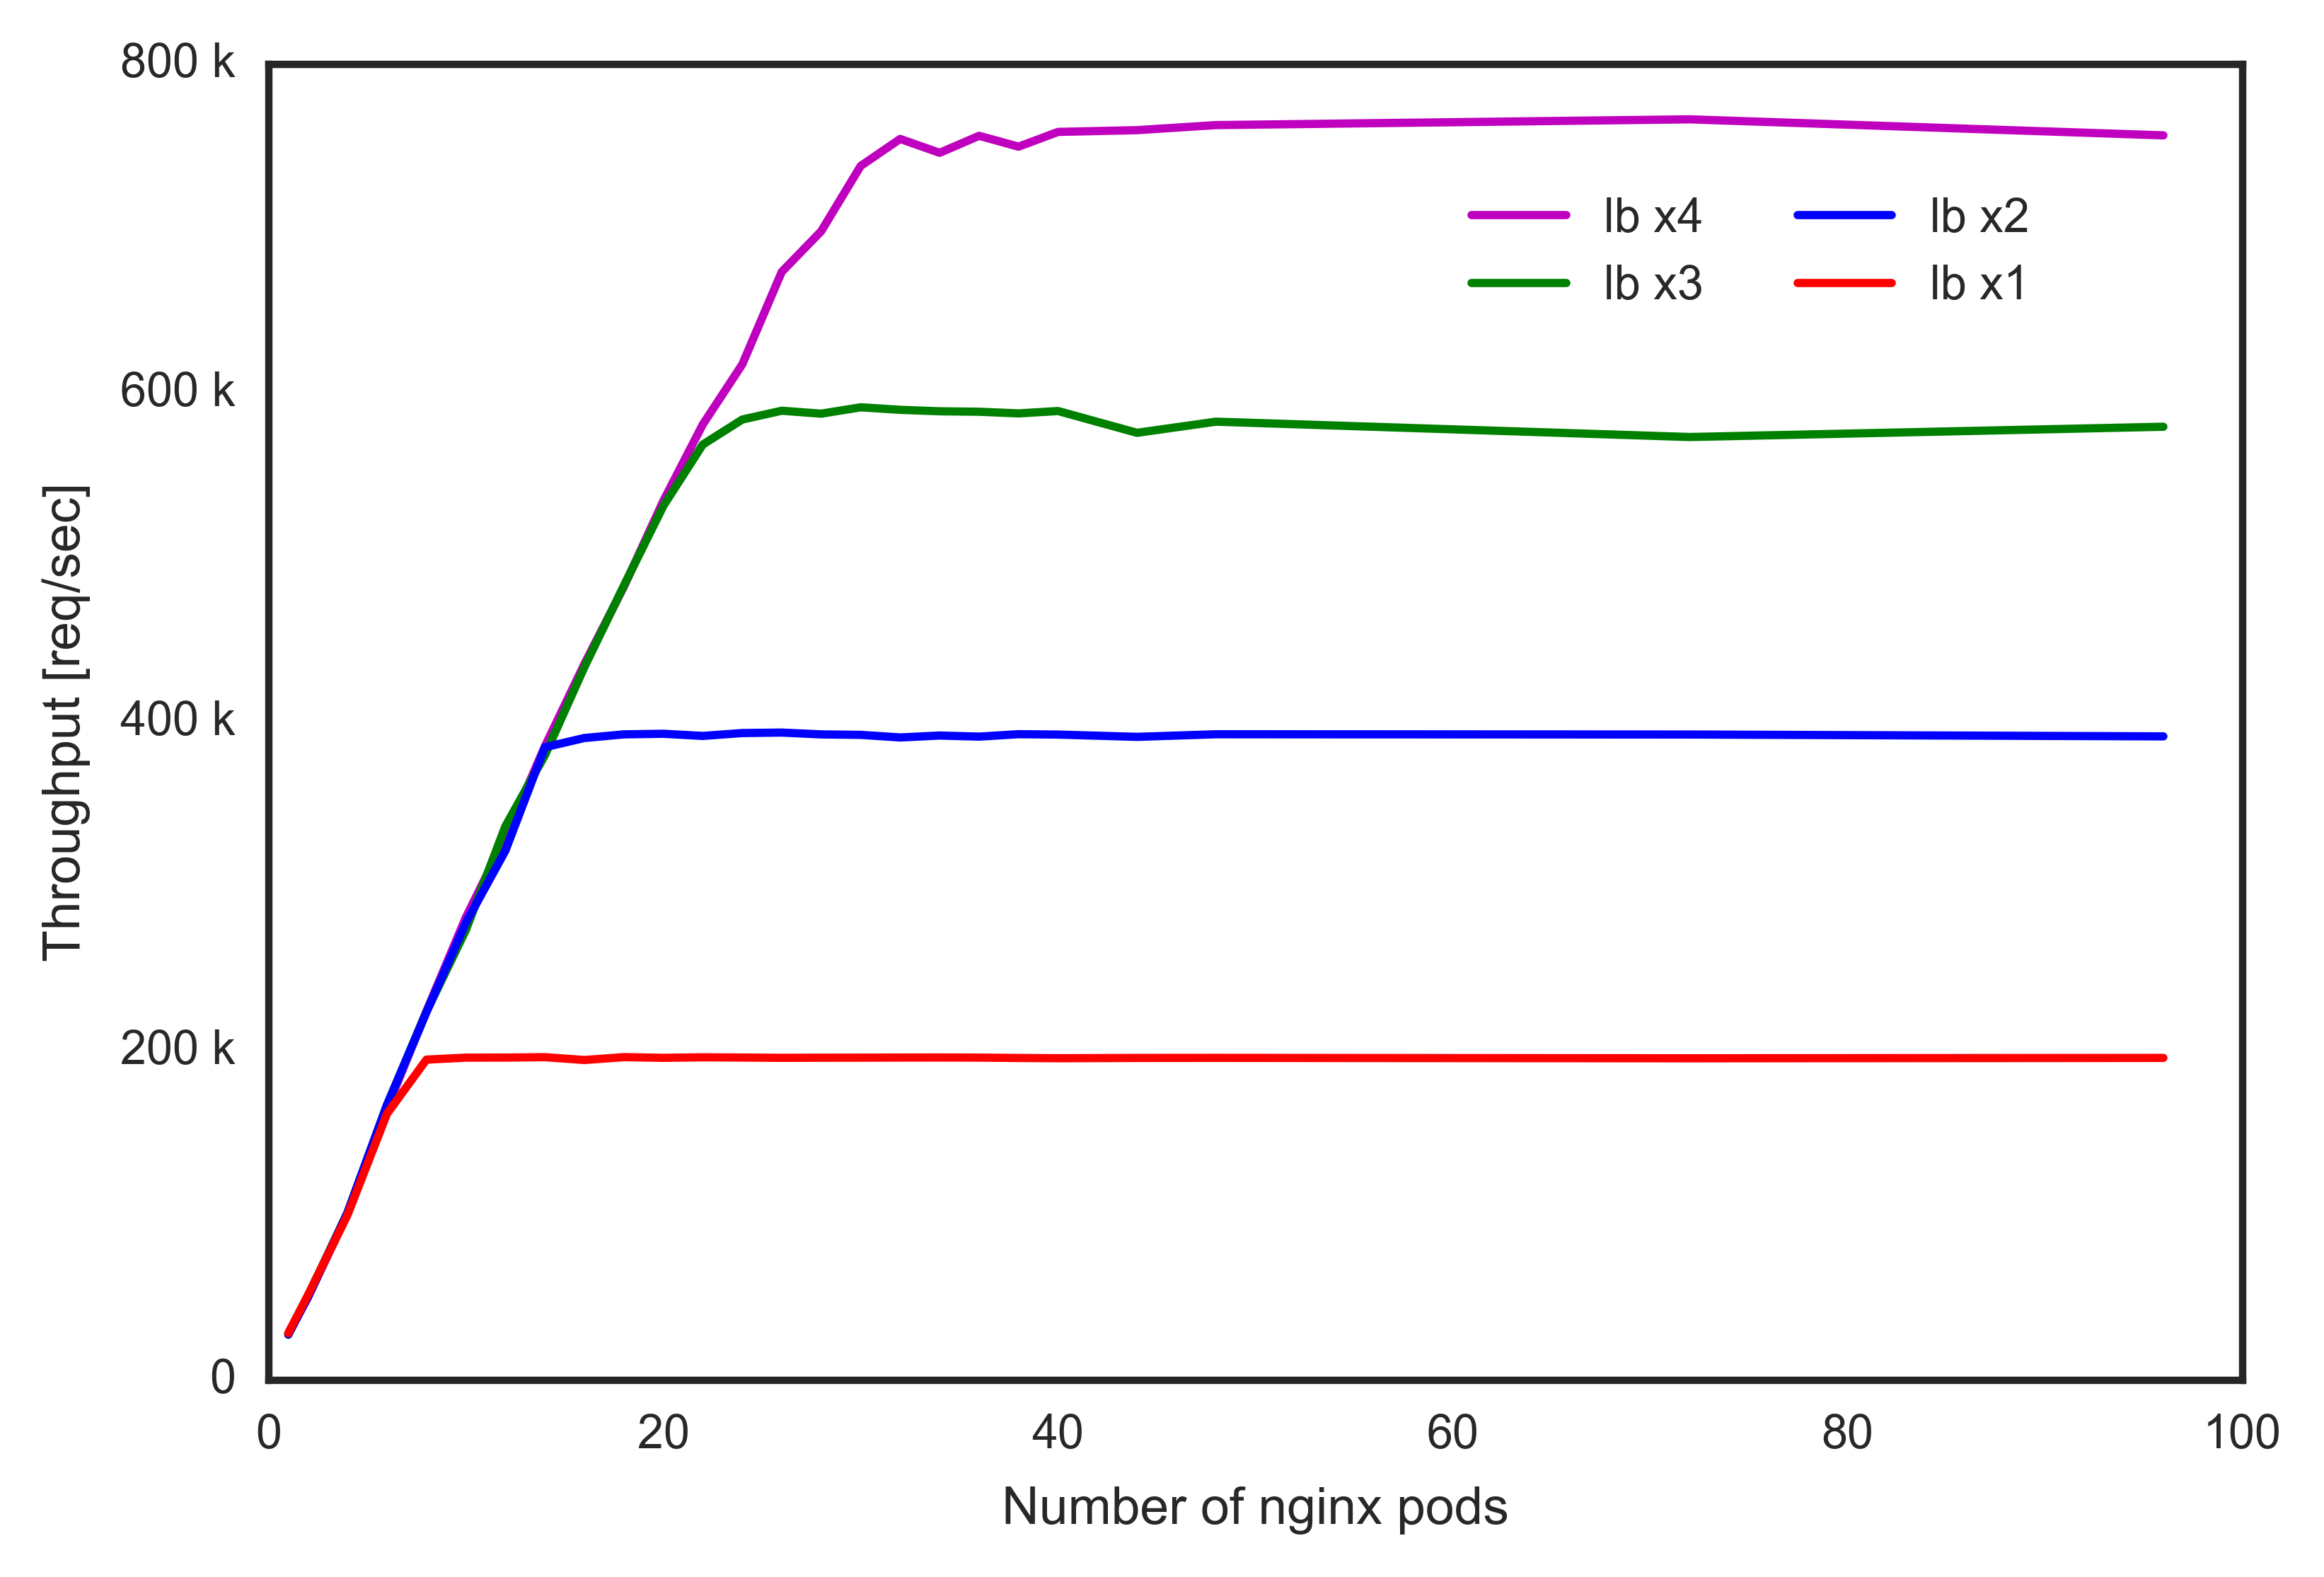 800 k
600 k
400 k
200 k
0
Throughput [req/sec]
lb x4
lb x2
lb x3
lb x1
0 20 40 60 80 100
Number of nginx pods